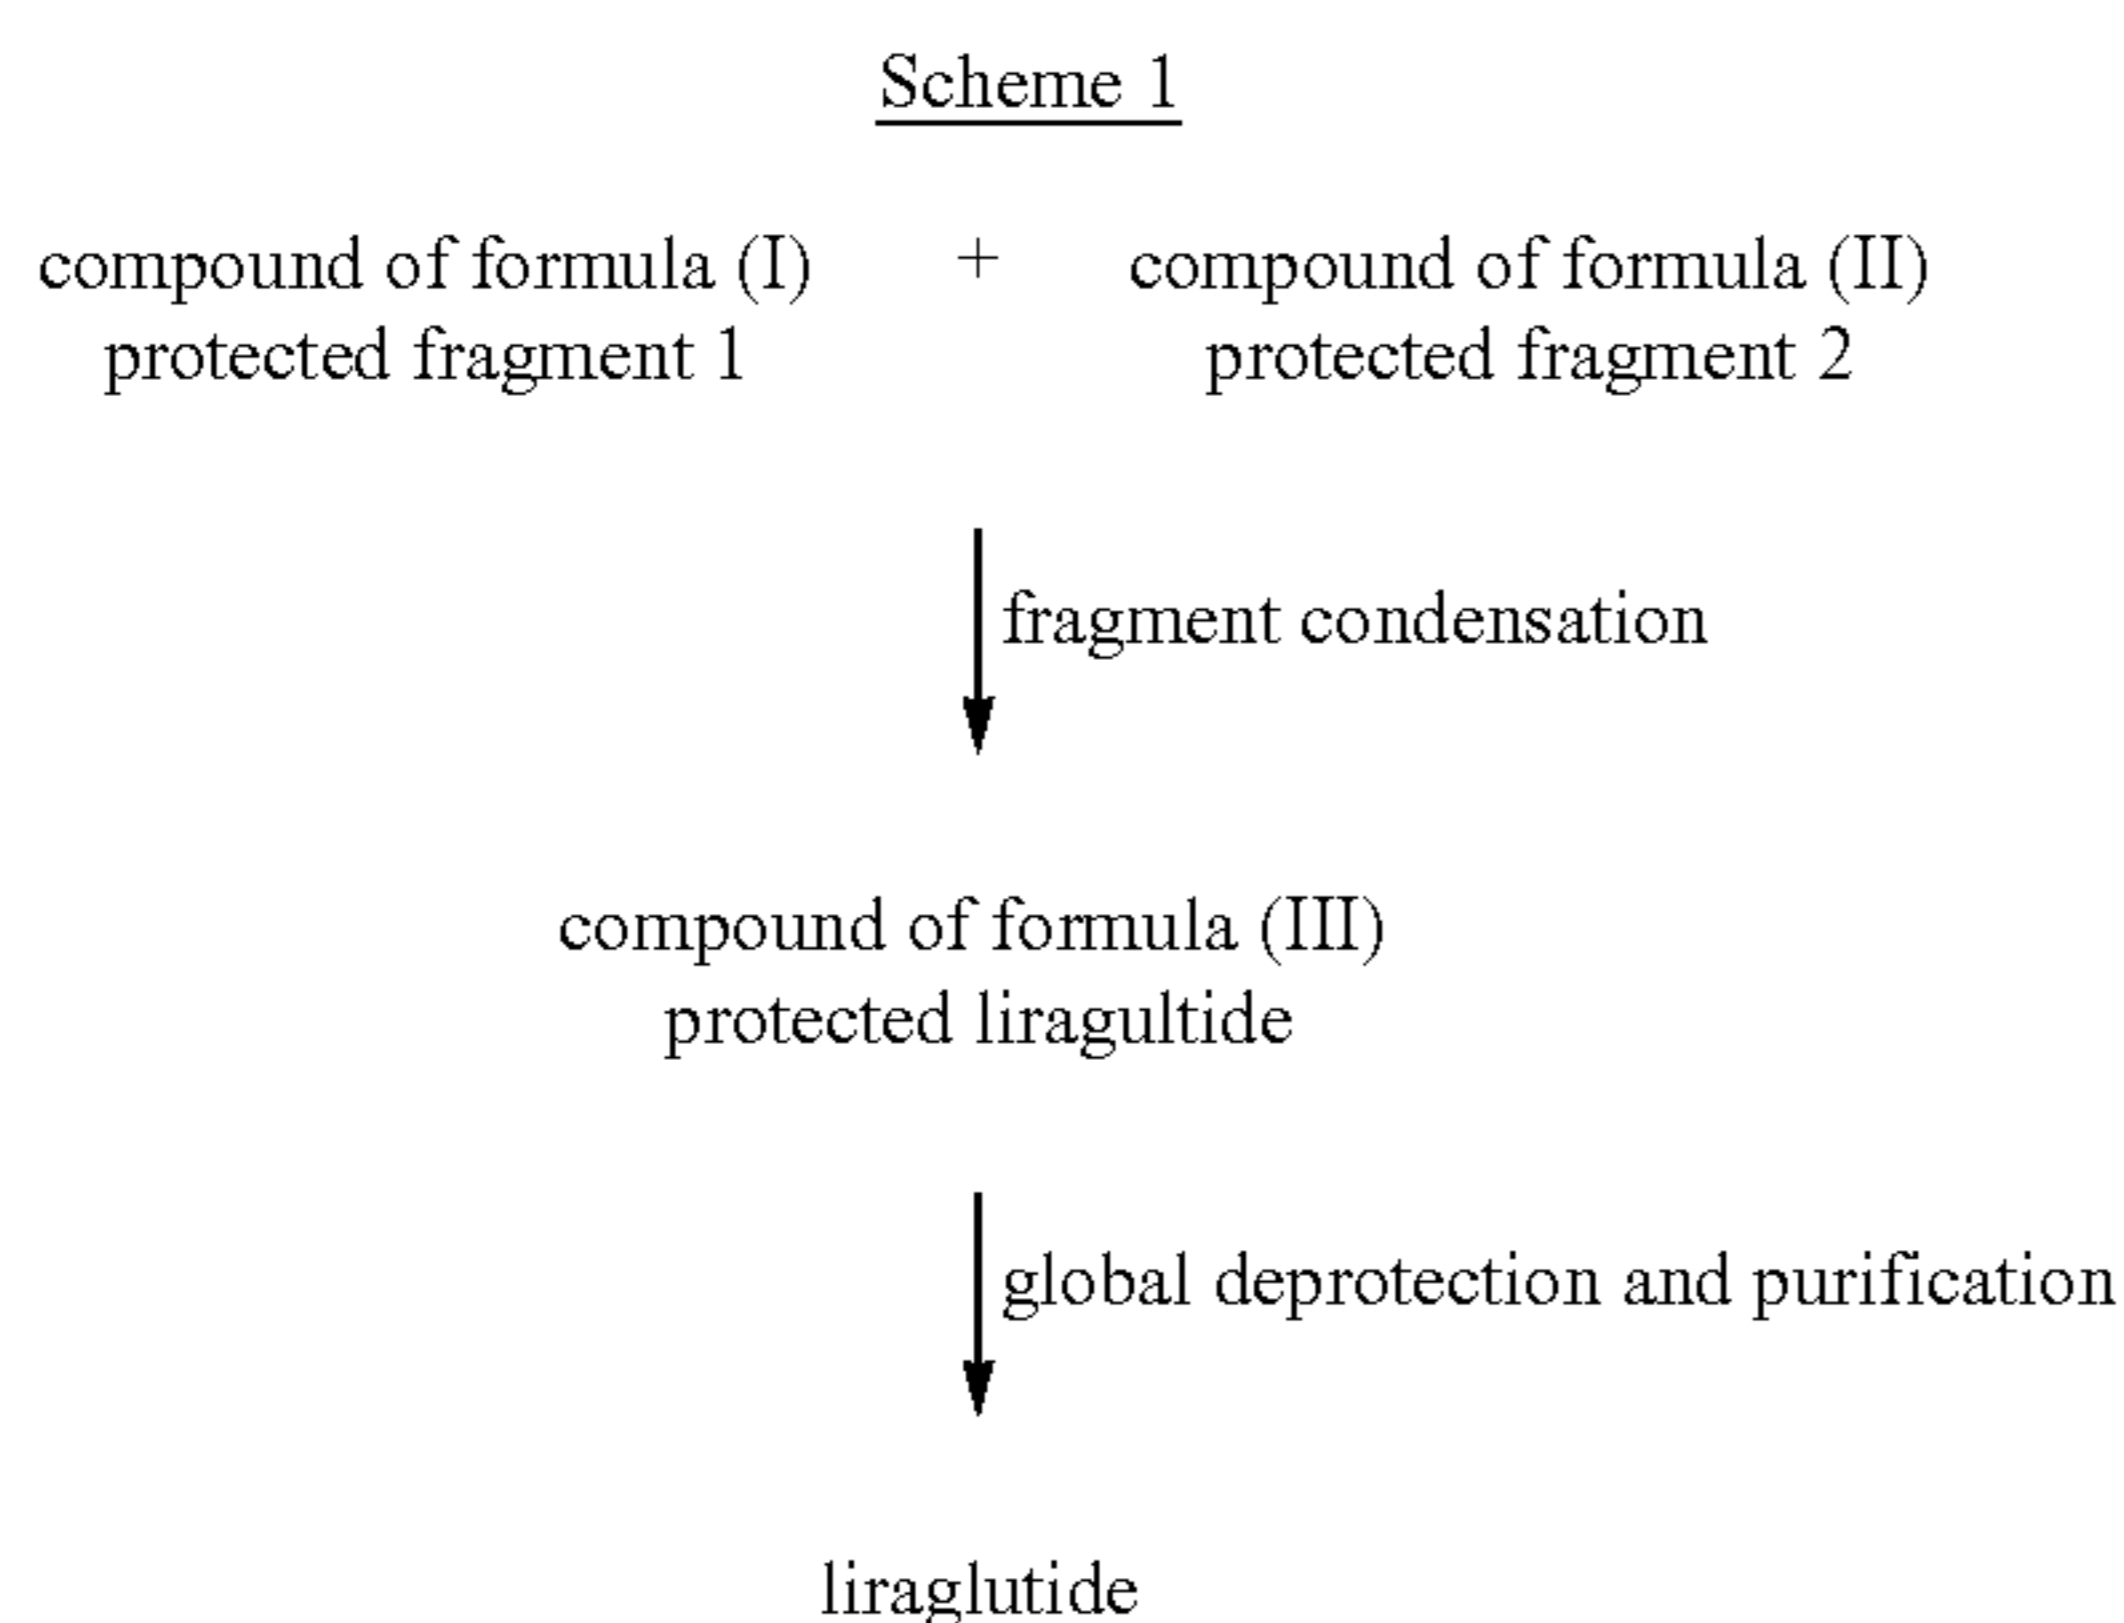 Scheme 1
compound of formula (I) + compound of formula (II)
protected fragment 1 protected fragment 2
fragment condensation
compound of formula (III)
protected liragultide
global deprotection and purification
liraglutide